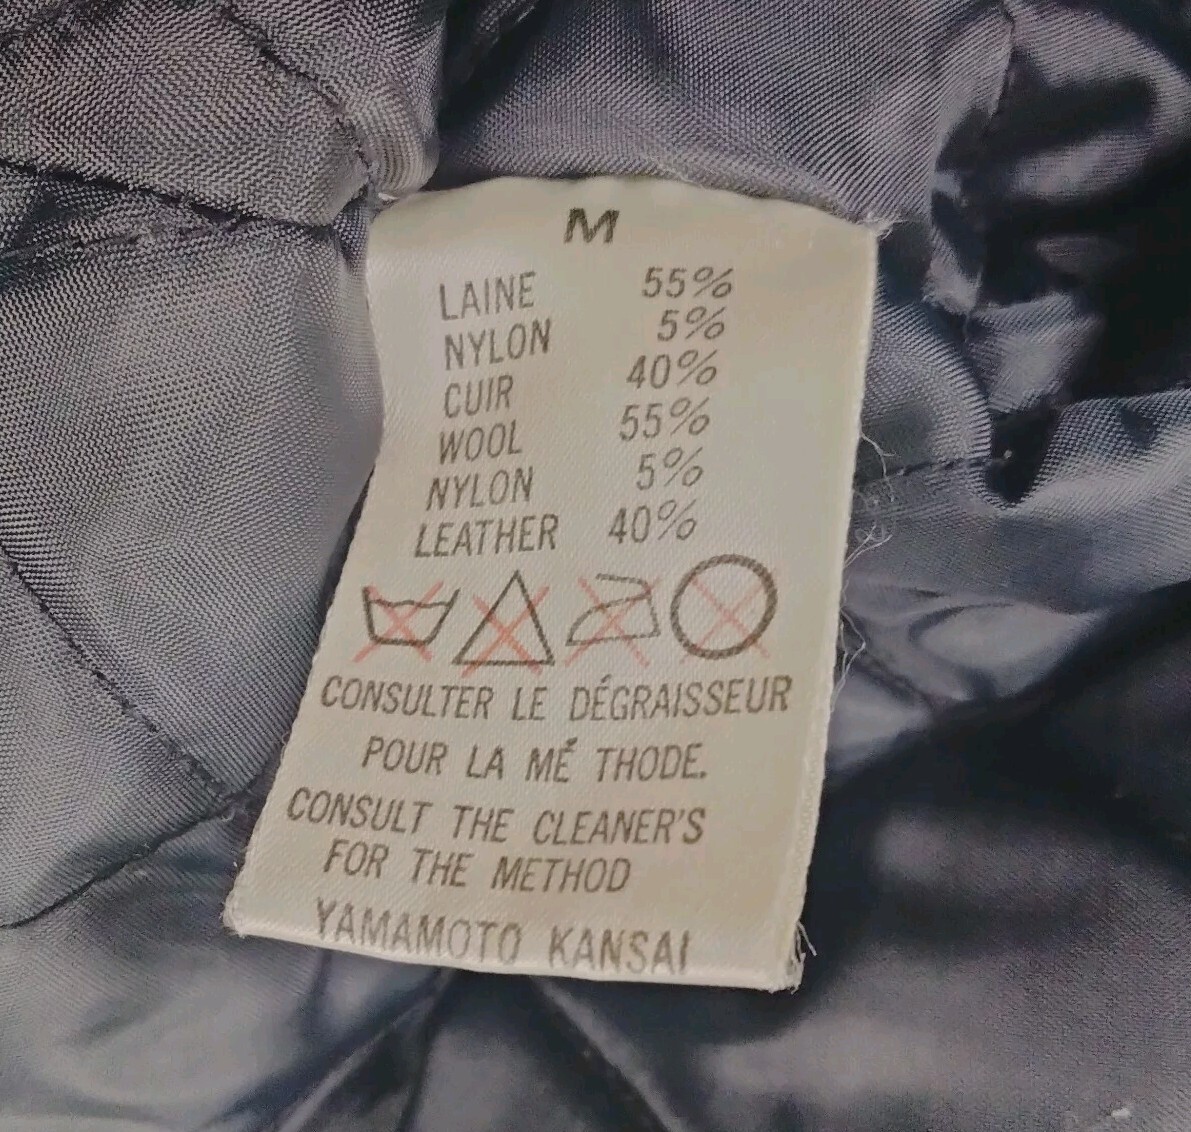 M
LAINE 55%
NYLON 5%
CUIR 40%
WOOL 55%
NYLON 5%
LEATHER 40%
CONSULTER LE DÉGRAISSEUR
POUR LA MÉ THODE.
CONSULT THE CLEANER'S
FOR THE METHOD
YAMAMOTO KANSAI